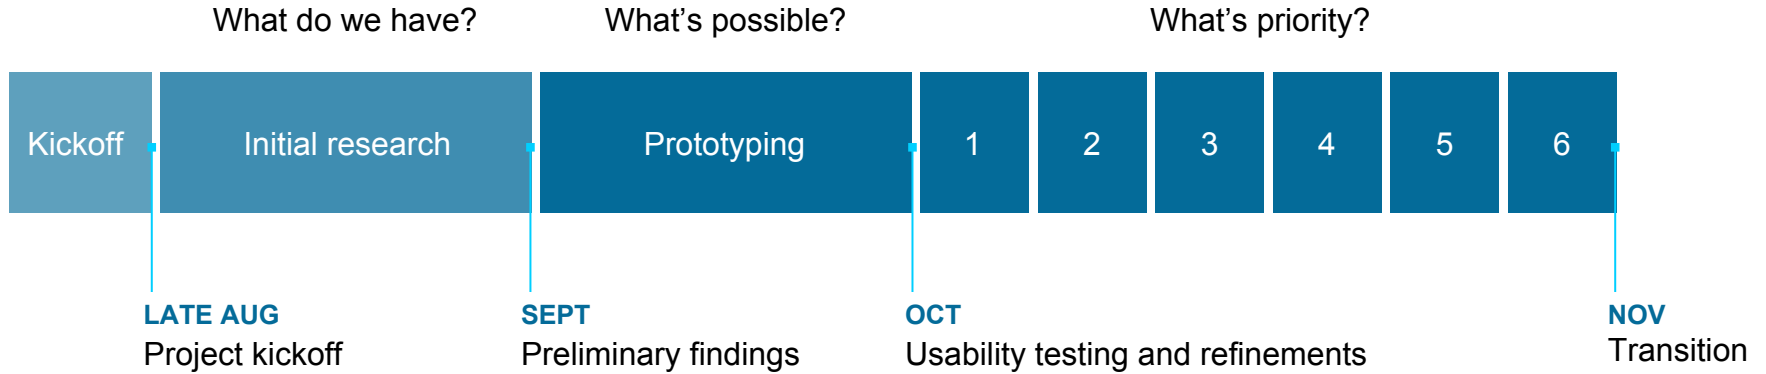 What do we have?
What’s possible?
What’s priority?
Kickoff
Initial research
Prototyping
1
2
3
4
5
6
LATE AUG
Project kickoff
SEPT
Preliminary findings
OCT
Usability testing and refinements
NOV
Transition